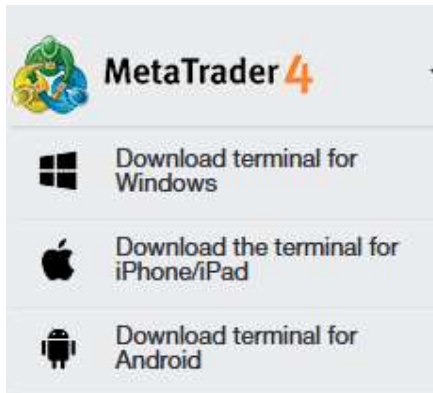 MetaTrader 4
Download terminal for
Windows
Download the terminal for
iPhone/iPad
Download terminal for
Android